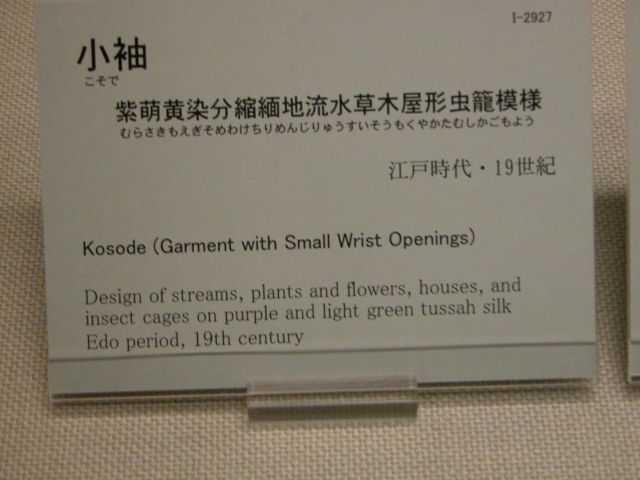 I-2927
小袖
こそで
紫萌黄染分縮緬地流水草木屋形虫籠模様
むらさきもえぎそめわけちりめんじりゅうすいそうもくやかたむしかごもよう
江戸時代・19世紀
Kosode (Garment with Small Wrist Openings)
Design of streams, plants and flowers, houses, and
insect cages on purple and light green tussah silk
Edo period, 19th century